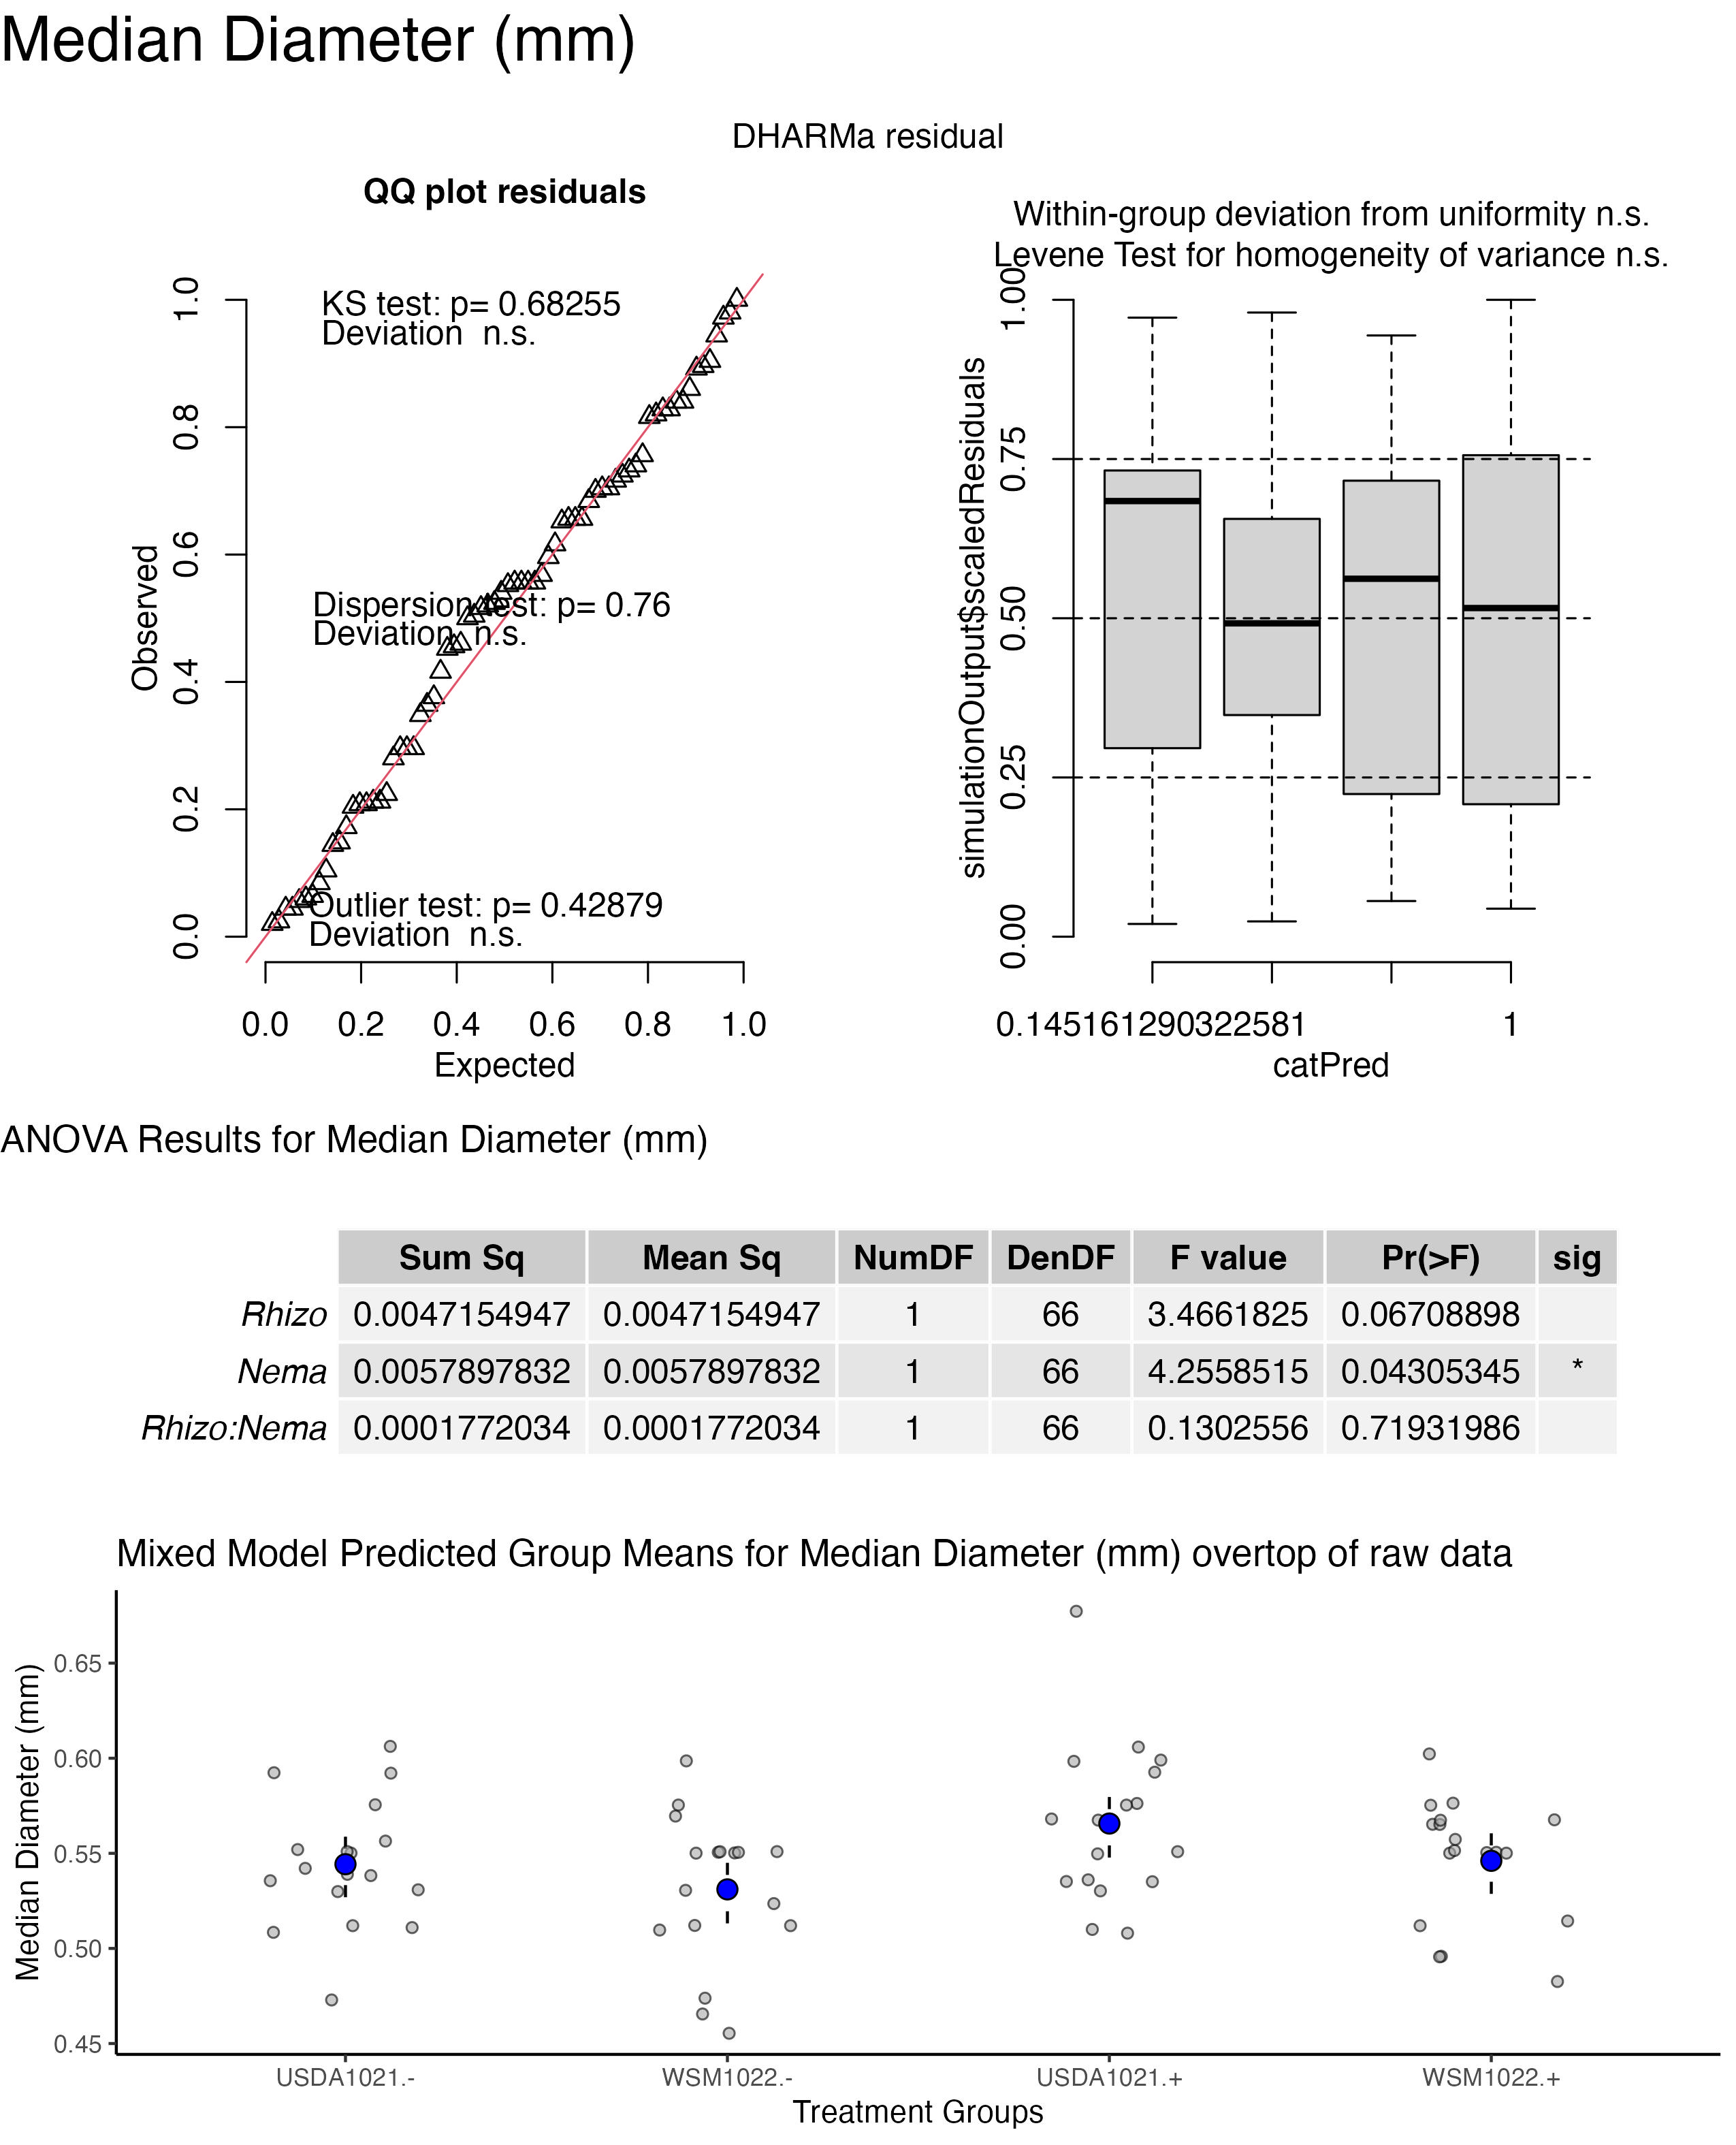 Median Diameter (mm)
DHARMa residual
QQ plot residuals
KS test: p= 0.68255
Deviation n.s.
Dispersion test: p= 0.76
Deviation n.s.
Outlier test: p= 0.42879
Deviation n.s.
Observed
0.0 0.2 0.4 0.6 0.8 1.0
0.0 0.2 0.4 0.6 0.8 1.0
Expected
Within-group deviation from uniformity n.s.
Levene Test for homogeneity of variance n.s.
simulationOutput$scaledResiduals
0.00 0.25 0.50 0.75 1.00
0.145161290322581 1
catPred
ANOVA Results for Median Diameter (mm)
Sum Sq Mean Sq NumDF DenDF F value Pr(>F) sig
Rhizo 0.0047154947 0.0047154947 1 66 3.4661825 0.06708898
Nema 0.0057897832 0.0057897832 1 66 4.2558515 0.04305345 *
Rhizo:Nema 0.0001772034 0.0001772034 1 66 0.1302556 0.71931986
Mixed Model Predicted Group Means for Median Diameter (mm) overtop of raw data
Median Diameter (mm)
0.65
0.60
0.55
0.50
0.45
USDA1021.- WSM1022.- USDA1021.+ WSM1022.+
Treatment Groups